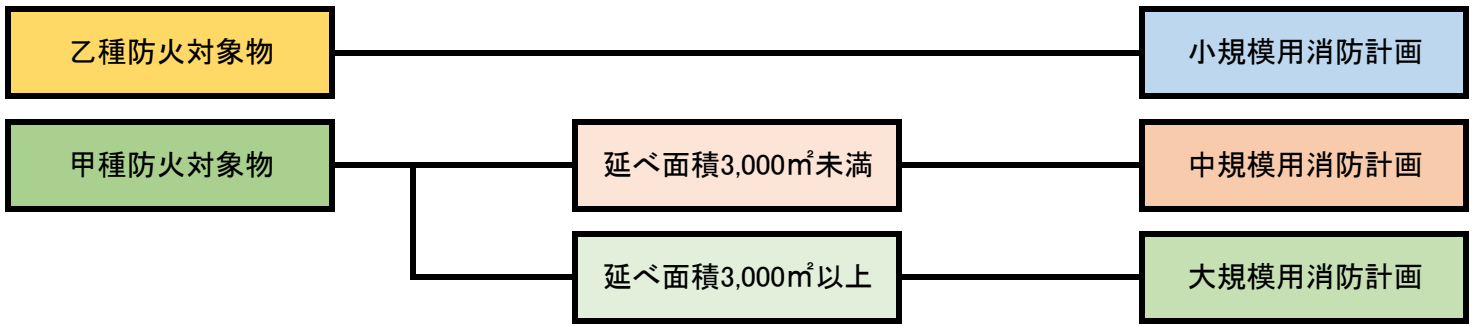 乙種防火対象物
小規模用消防計画
甲種防火対象物
延べ面積3,000㎡未満
中規模用消防計画
延べ面積3,000㎡以上
大規模用消防計画